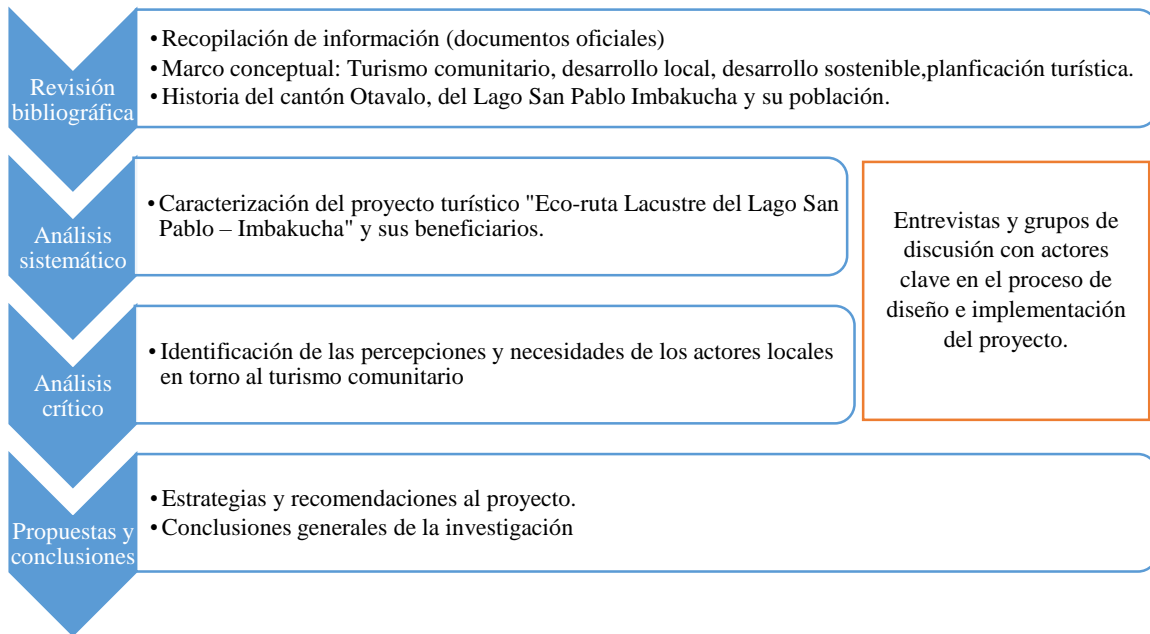 Revisión
bibliográfica
• Recopilación de información (documentos oficiales)
• Marco conceptual: Turismo comunitario, desarrollo local, desarrollo sostenible,planficación turística.
• Historia del cantón Otavalo, del Lago San Pablo Imbakucha y su población.
Análisis
sistemático
• Caracterización del proyecto turístico "Eco-ruta Lacustre del Lago San
Pablo – Imbakucha" y sus beneficiarios.
Análisis
crítico
• Identificación de las percepciones y necesidades de los actores locales
en torno al turismo comunitario
Entrevistas y grupos de
discusión con actores
clave en el proceso de
diseño e implementación
del proyecto.
Propuestas y
conclusiones
• Estrategias y recomendaciones al proyecto.
• Conclusiones generales de la investigación